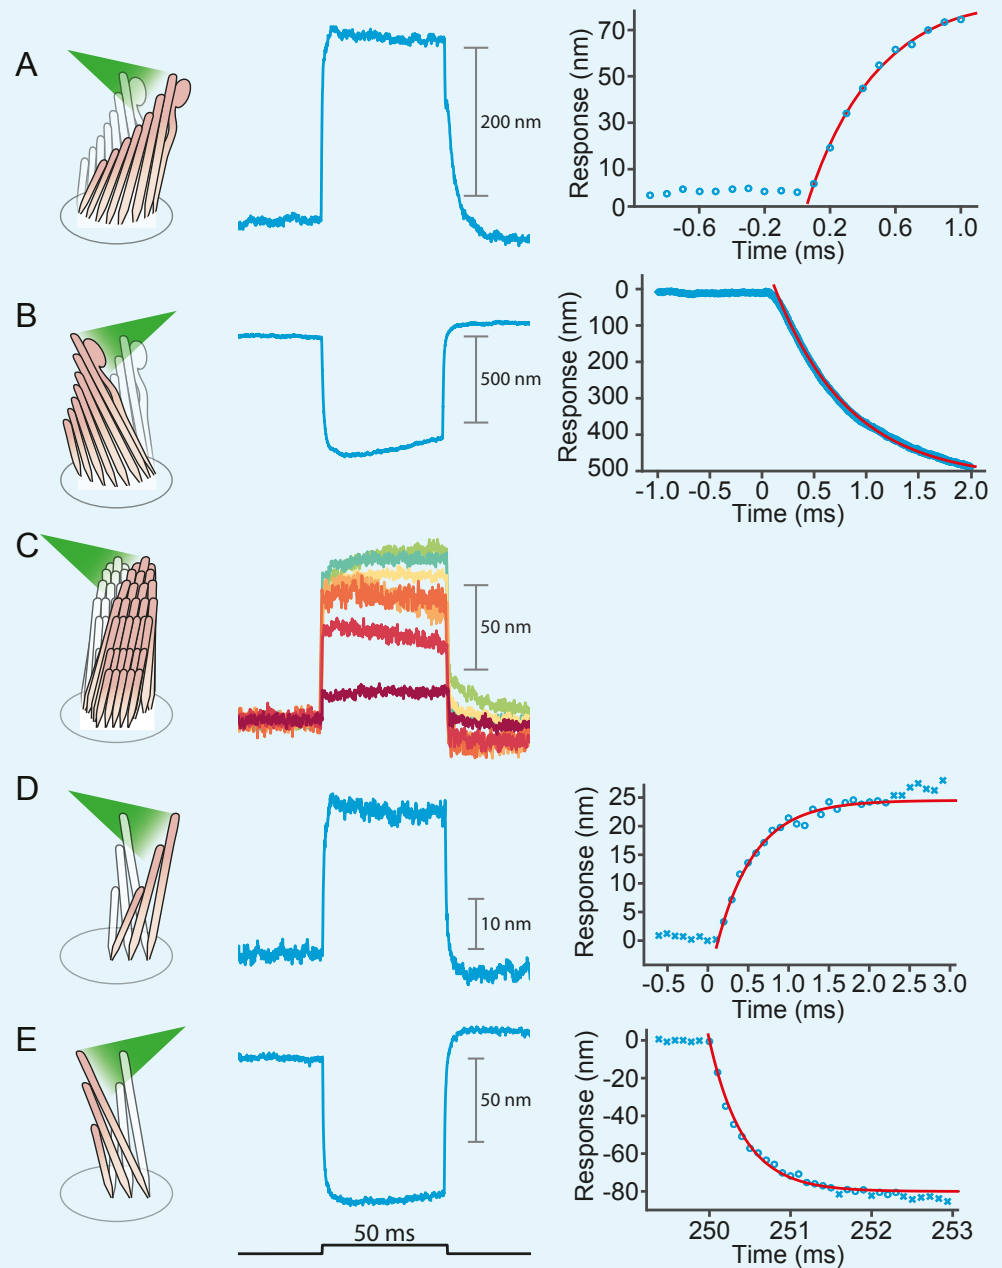 A
200 nm
Response (nm)
70
50
30
10
0
-0.6 -0.2 0.2 0.6 1.0
Time (ms)
B
500 nm
Response (nm)
0
100
200
300
400
500
-1.0 -0.5 0 0.5 1.0 1.5 2.0
Time (ms)
C
50 nm
D
10 nm
Response (nm)
25
20
15
10
5
0
-0.5 0 0.5 1.0 1.5 2.0 2.5 3.0
Time (ms)
E
50 nm
Response (nm)
0
-20
-40
-60
-80
250 251 252 253
Time (ms)
50 ms